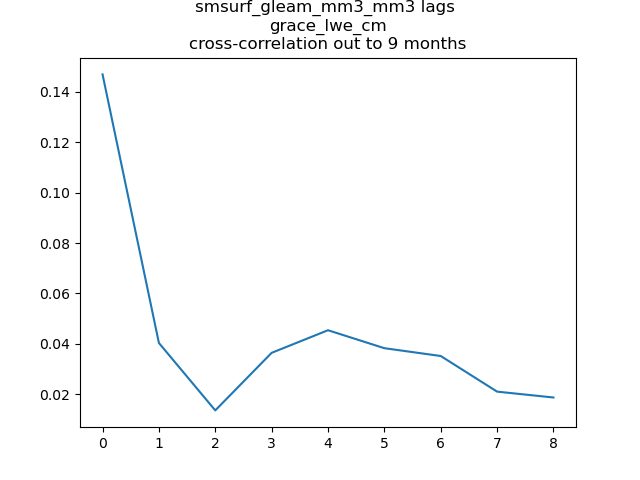 smsurf_gleam_mm3_mm3 lags
grace_lwe_cm
cross-correlation out to 9 months
0.14
0.12
0.10
0.08
0.06
0.04
0.02
0 1 2 3 4 5 6 7 8